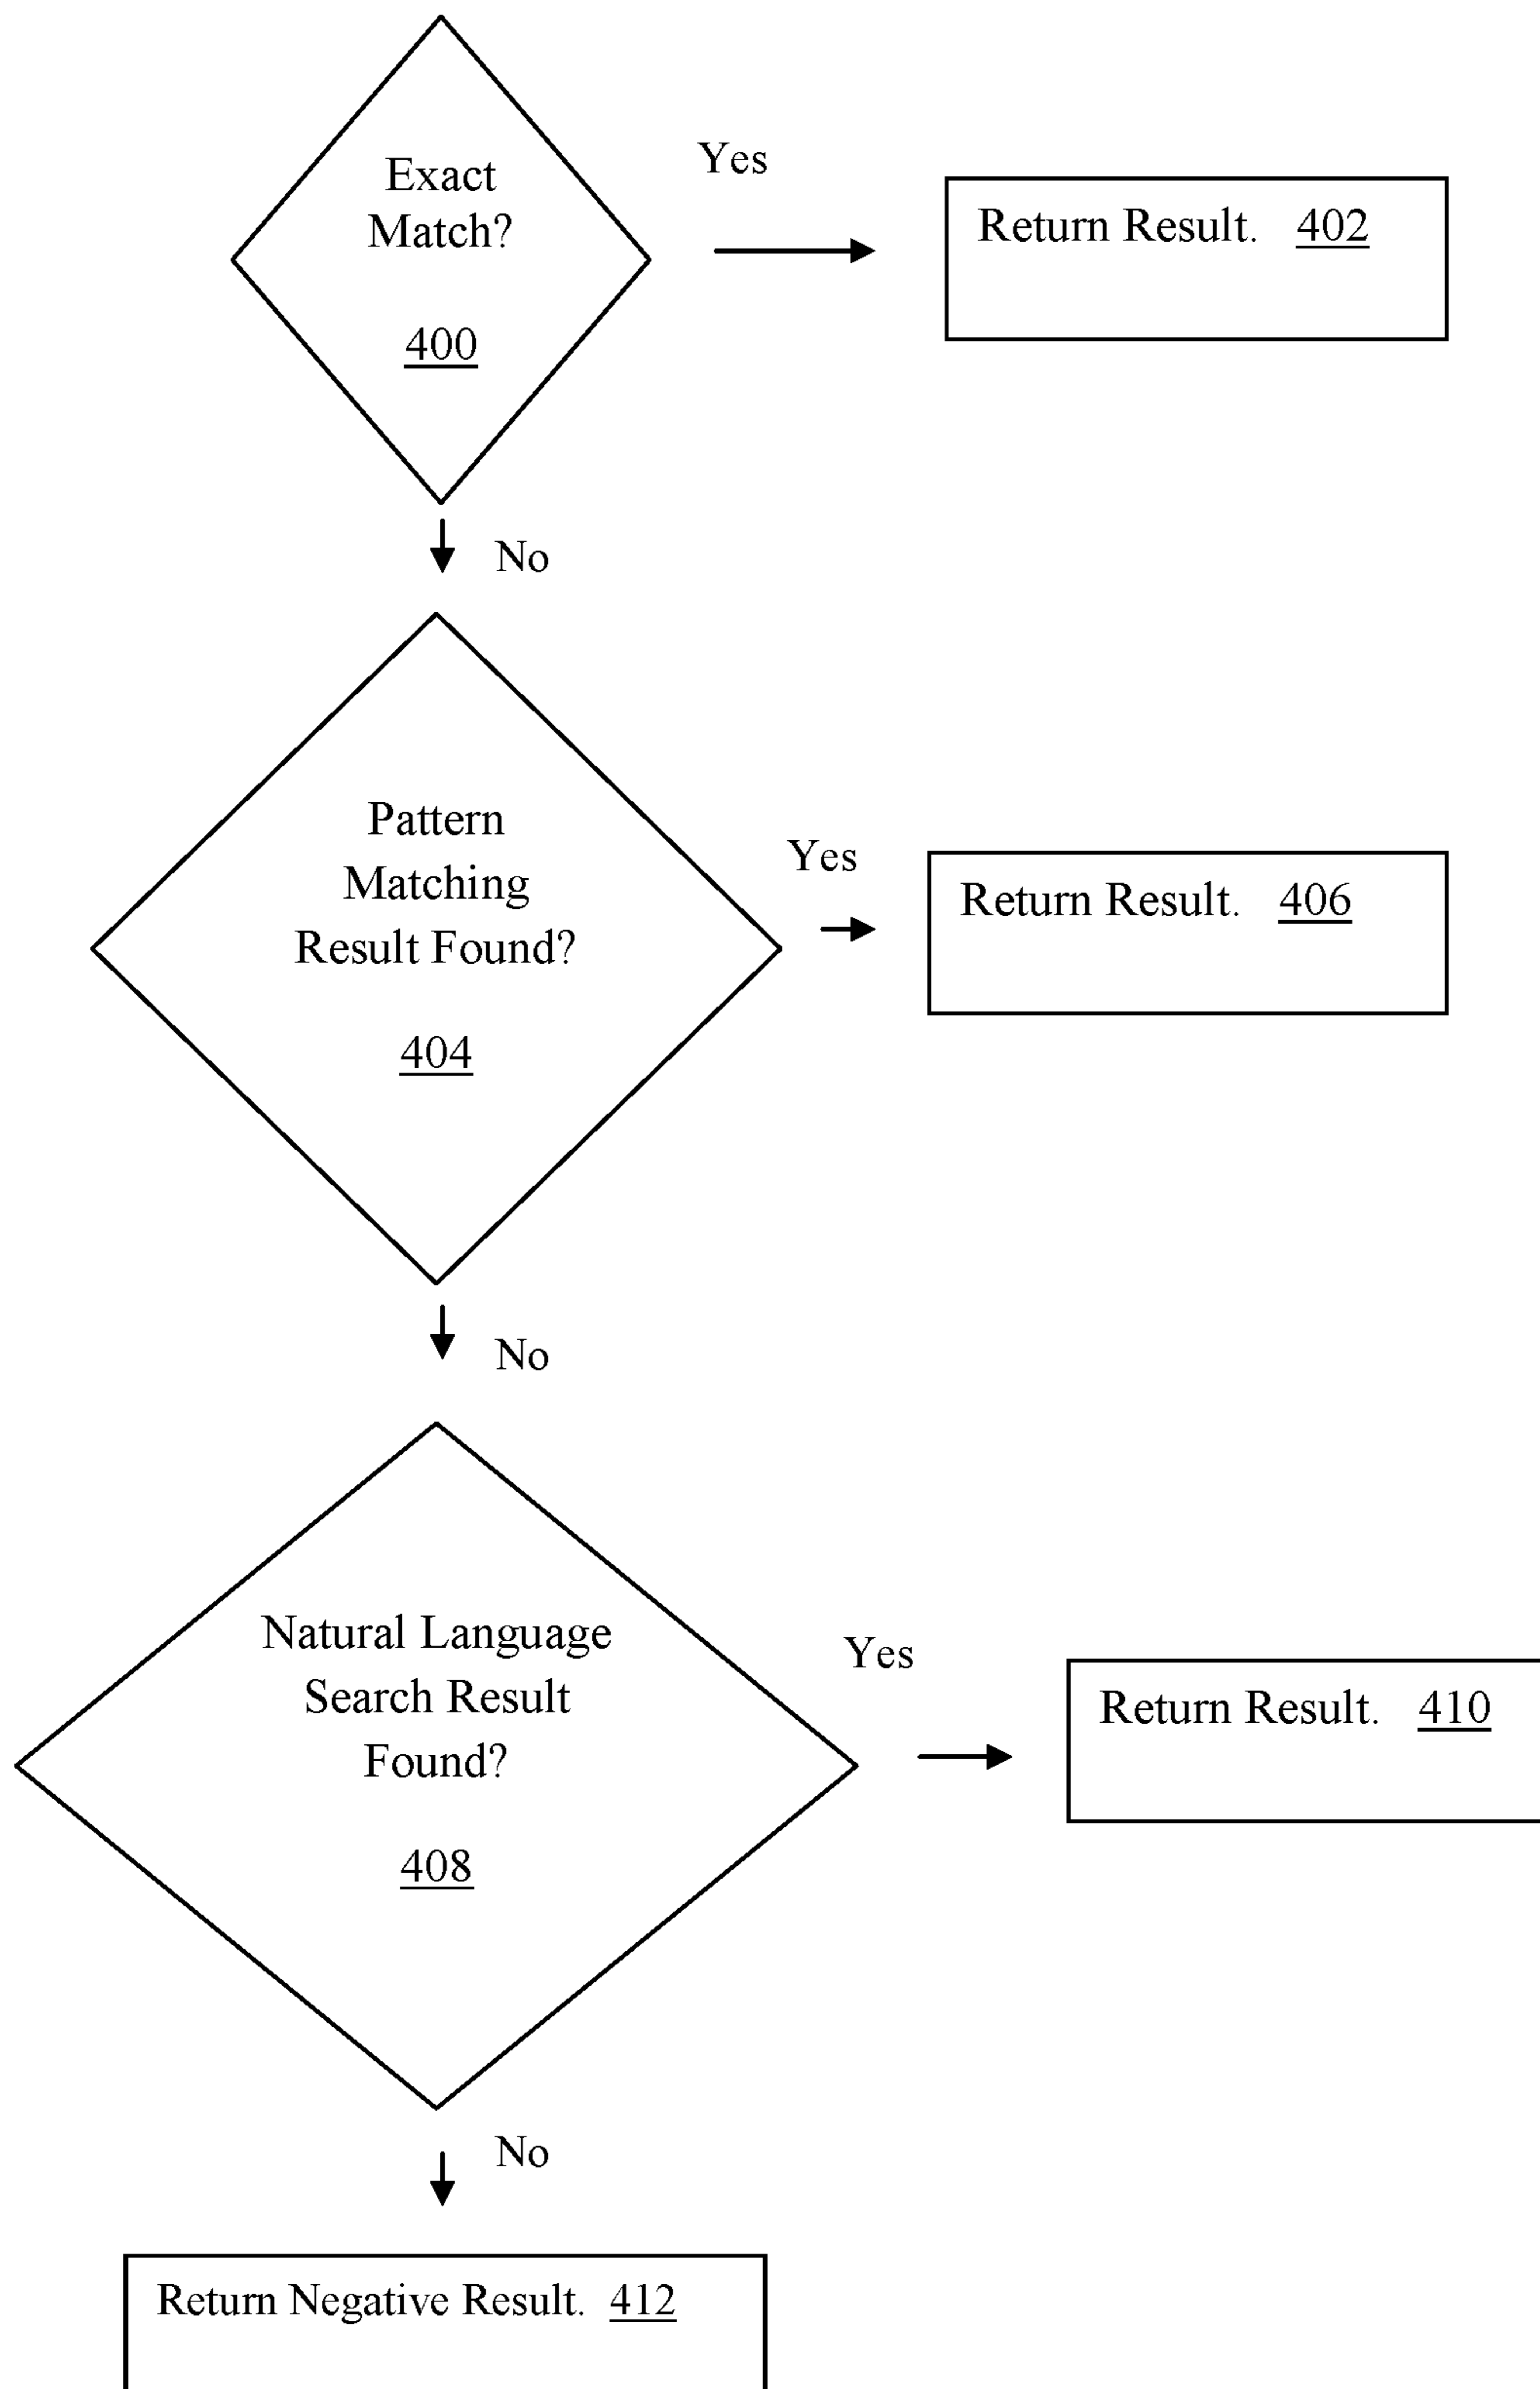 Exact
Match?
400
Yes
Return Result. 402
No
Pattern
Matching
Result Found?
404
Yes
Return Result. 406
No
Natural Language
Search Result
Found?
408
Yes
Return Result. 410
No
Return Negative Result. 412